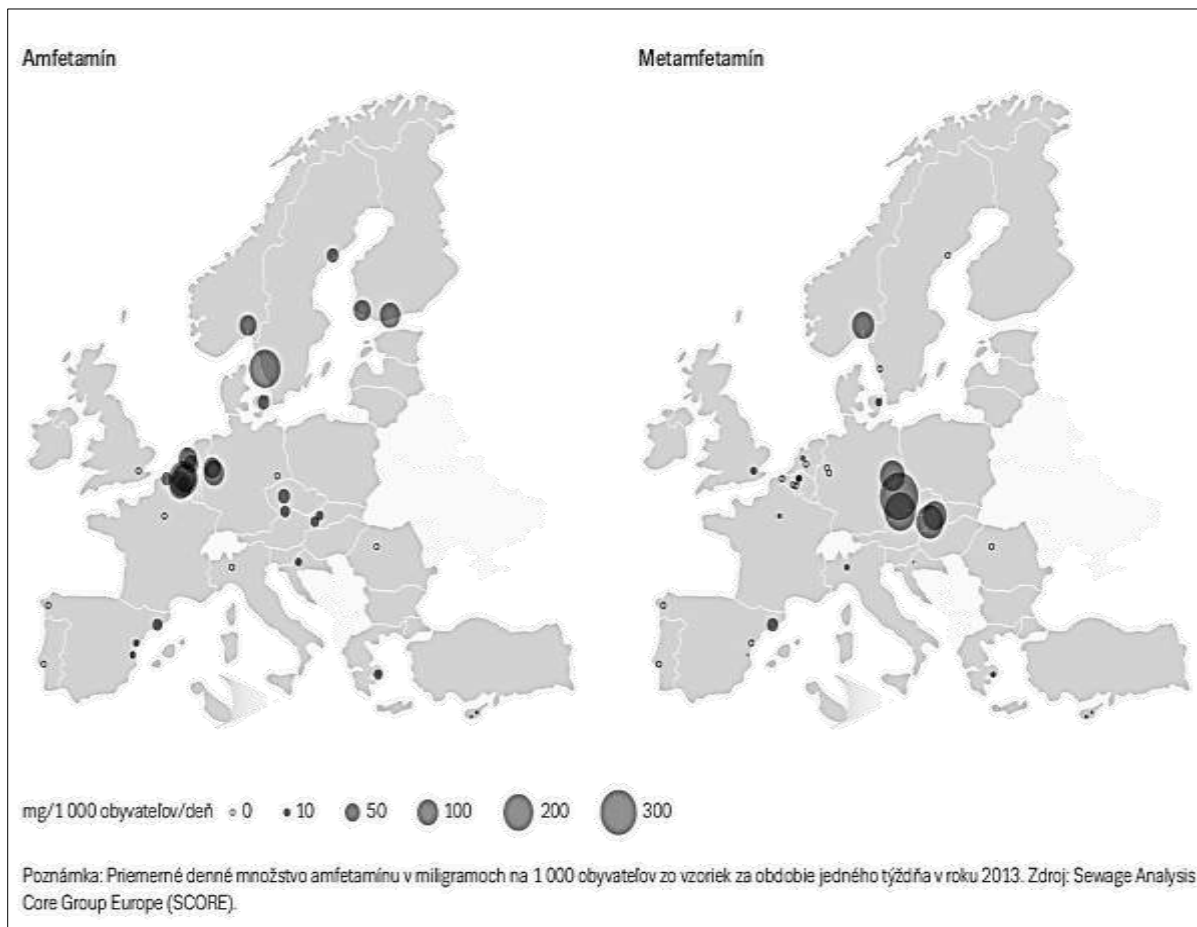 Amfetamín
Metamfetamín
mg/1 000 obyvateľov/deň 0 10 50 100 200 300
Poznámka: Priemerné denné množstvo amfetamínu v miligramoch na 1 000 obyvateľov zo vzoriek za obdobie jedného týždňa v roku 2013. Zdroj: Sewage Analysis
Core Group Europe (SCORE).